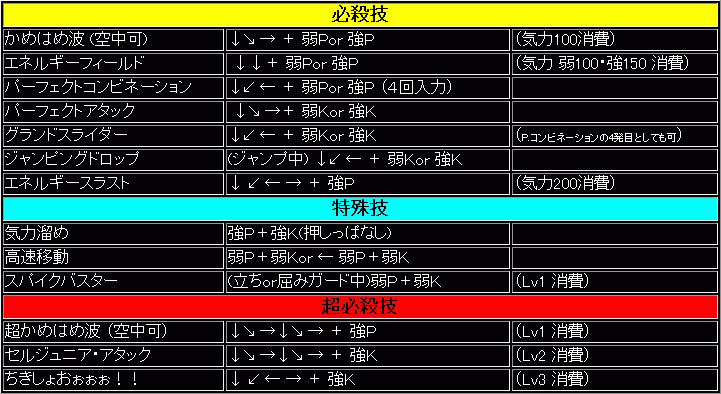 必殺技
かめはめ波 (空中可) ↓↘→ + 弱Por 強P (気力100消費)
エネルギーフィールド ↓↓+ 弱Por 強P (気力 弱100・強150 消費)
パーフェクトコンビネーション ↓↙← + 弱Por 強P (4回入力)
パーフェクトアタック ↓↘→+ 弱Kor 強K
グランドスライダー ↓↙← + 弱Kor 強K (P.コンビネーションの4発目としても可)
ジャンピングドロップ (ジャンプ中) ↓↙← + 弱Kor 強K
エネルギースラスト ↓↙←→ + 強P (気力200消費)
特殊技
気力溜め 強P+強K(押しっぱなし)
高速移動 弱P+弱Kor ← 弱P+弱K
スパイクバスター (立ちor屈みガード中)弱P+弱K (Lv1 消費)
超必殺技
超かめはめ波 (空中可) ↓↘→↓↘→ + 強P (Lv1 消費)
セルジュニア・アタック ↓↘→↓↘→ + 強K (Lv2 消費)
ちきしょおぉぉぉ!! ↓↙←→ + 強K (Lv3 消費)